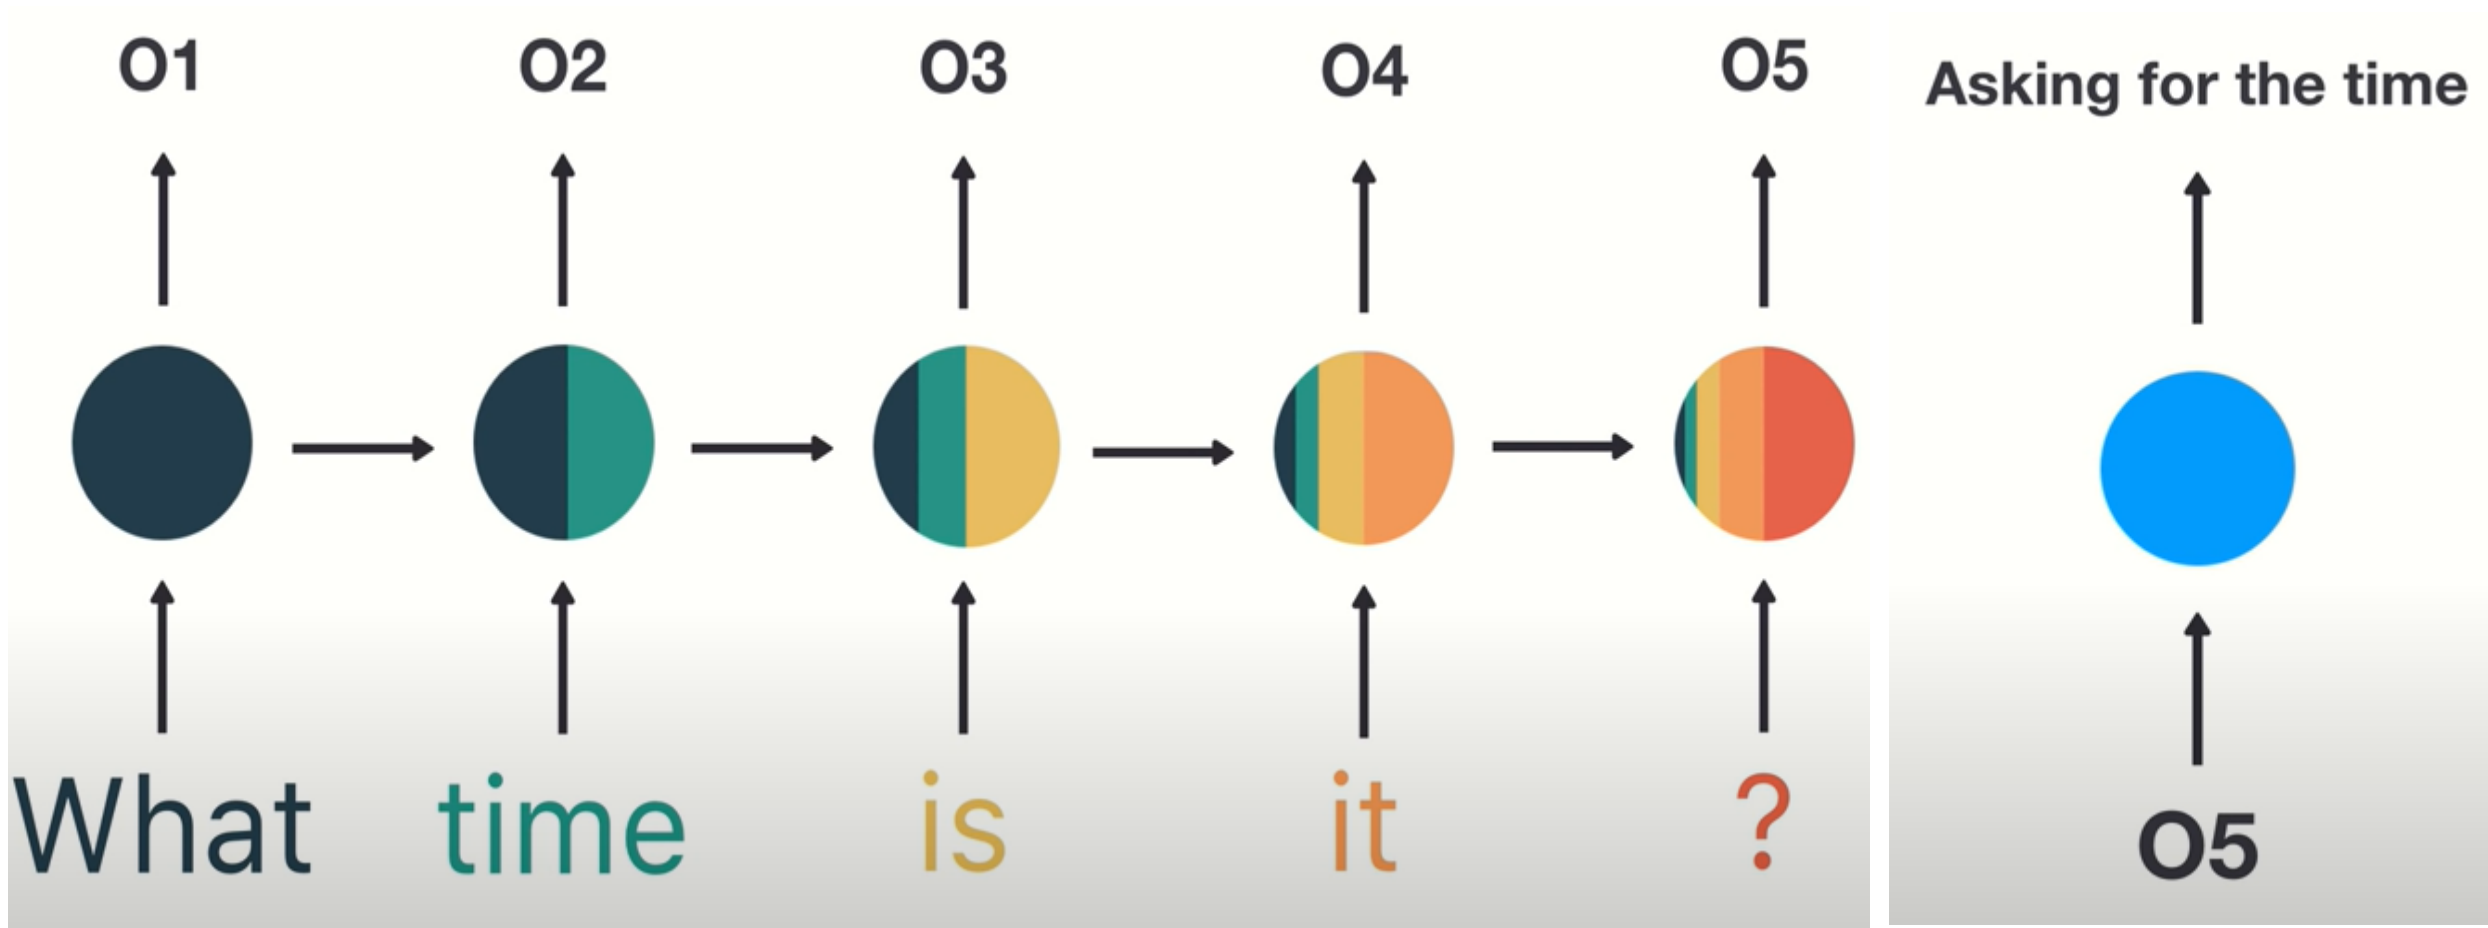 O1 O2 O3 O4 O5
What time is it ?
Asking for the time
O5